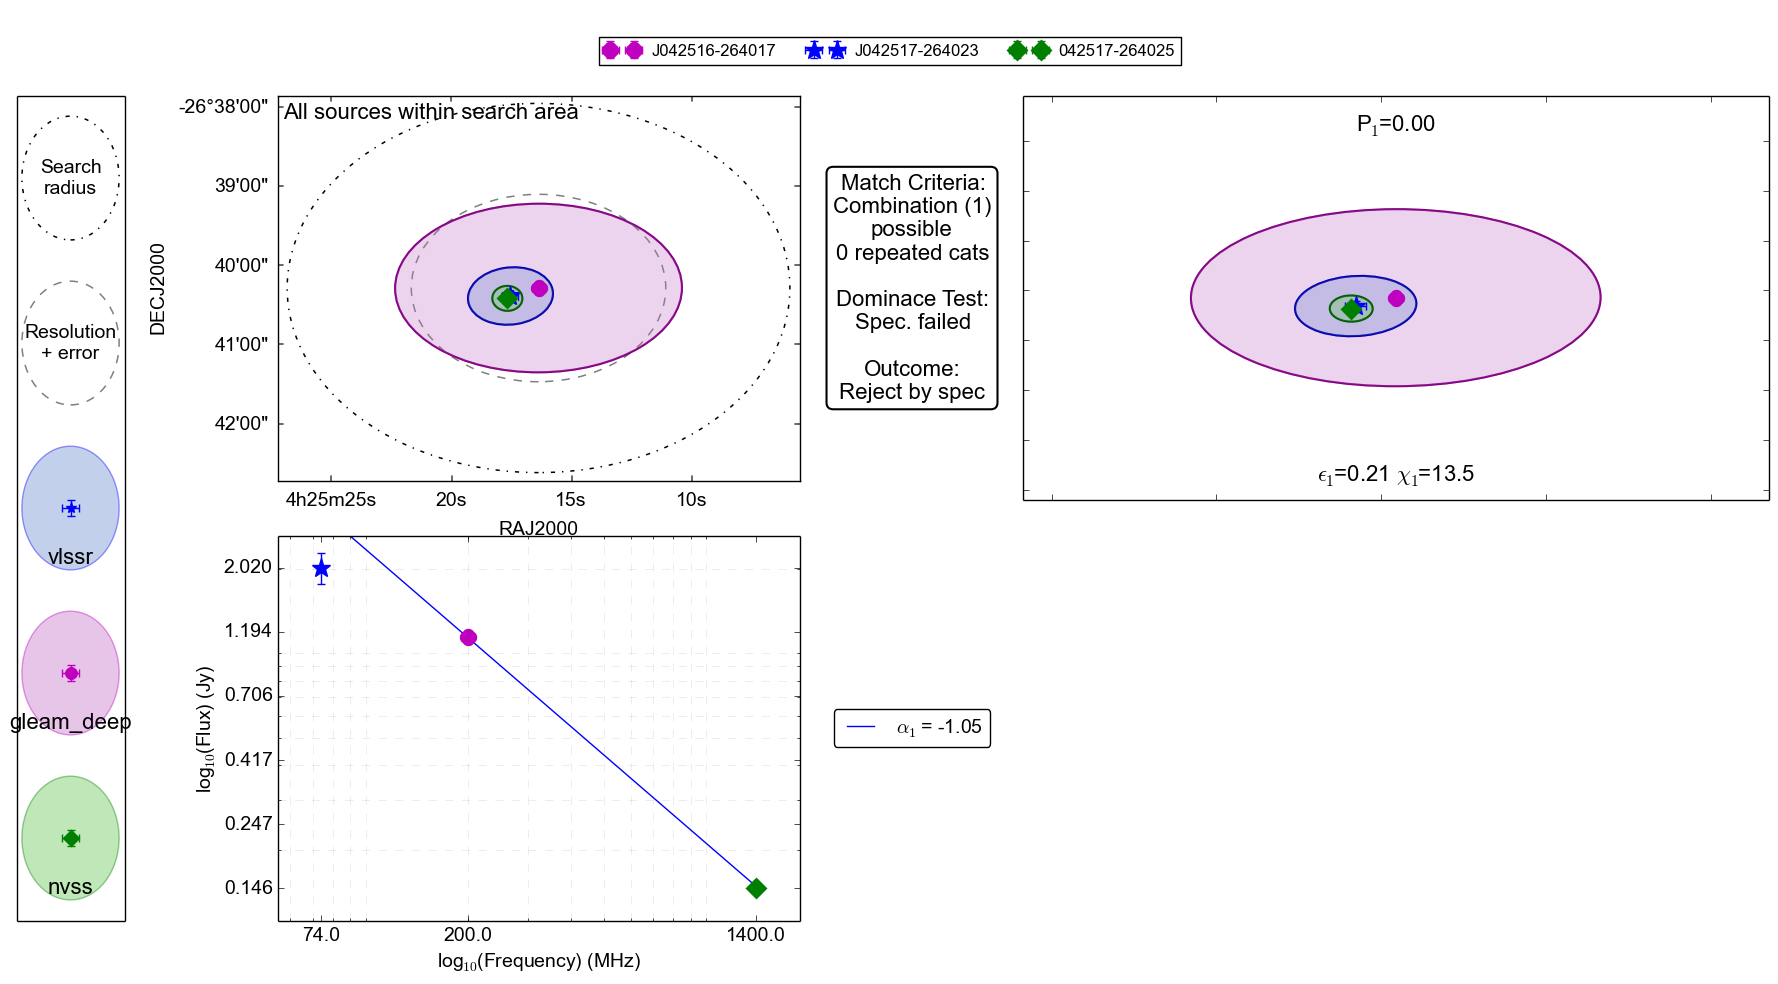 J042516-264017 J042517-264023 042517-264025
Search
radius
Resolution
+ error
vlssr
gleam_deep
nvss
All sources within search area
DECJ2000
-26°38'00"
39'00"
40'00"
41'00"
42'00"
4h25m25s 20s 15s 10s
RAJ2000
Match Criteria:
Combination (1)
possible
0 repeated cats
Dominace Test:
Spec. failed
Outcome:
Reject by spec
P₁=0.00
ϵ₁=0.21 χ₁=13.5
log₁₀(Flux) (Jy)
2.020
1.194
0.706
0.417
0.247
0.146
74.0 200.0 1400.0
log₁₀(Frequency) (MHz)
α₁ = -1.05